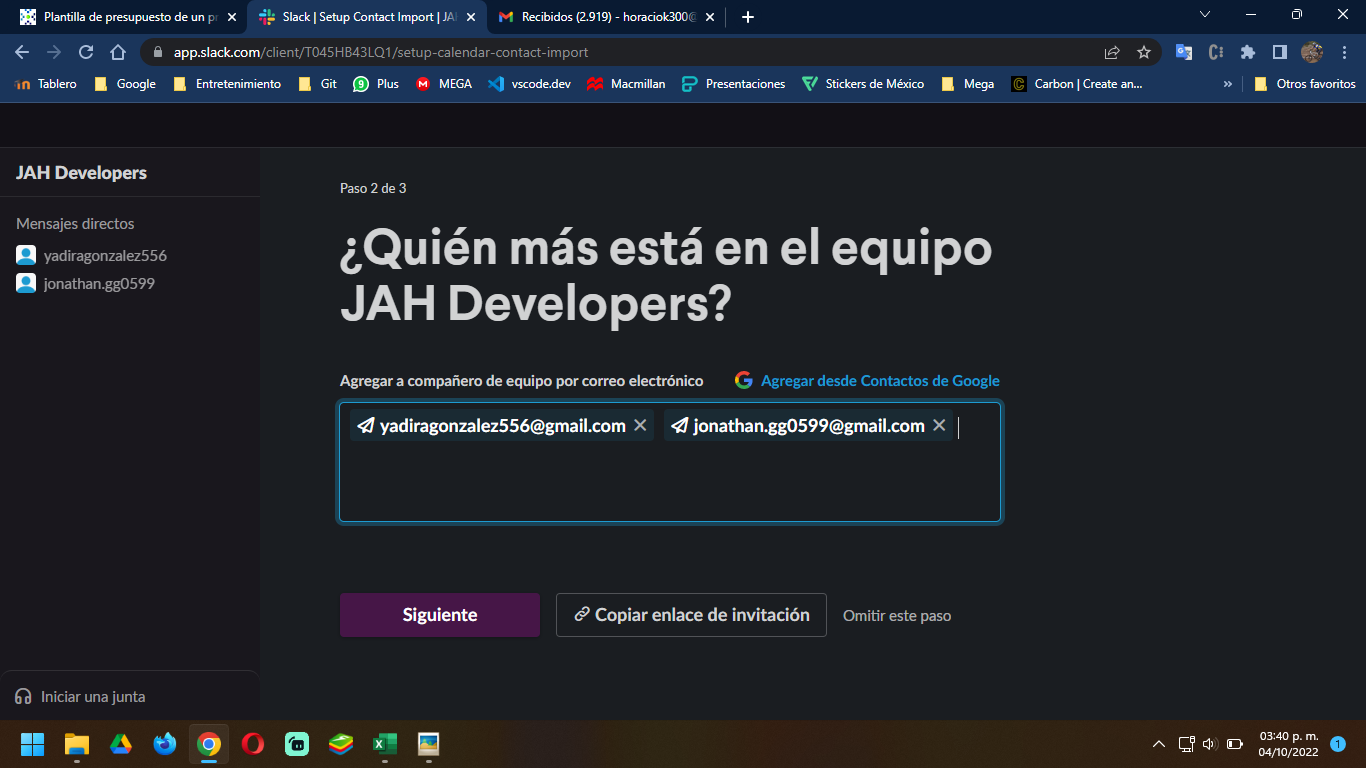 Plantilla de presupuesto de un pr
Slack | Setup Contact Import | JA
Recibidos (2.919) - horaciok300@
app.slack.com/client/T045HB43LQ1/setup-calendar-contact-import
Tablero Google Entretenimiento Git Plus MEGA vscode.dev Macmillan Presentaciones Stickers de México Mega Carbon | Create an... » Otros favoritos
JAH Developers
Mensajes directos
yadiragonzalez556
jonathan.gg0599
Iniciar una junta
Paso 2 de 3
¿Quién más está en el equipo
JAH Developers?
Agregar a compañero de equipo por correo electrónico
Agregar desde Contactos de Google
yadiragonzalez556@gmail.com
jonathan.gg0599@gmail.com
Siguiente
Copiar enlace de invitación
Omitir este paso
03:40 p. m.
04/10/2022
1